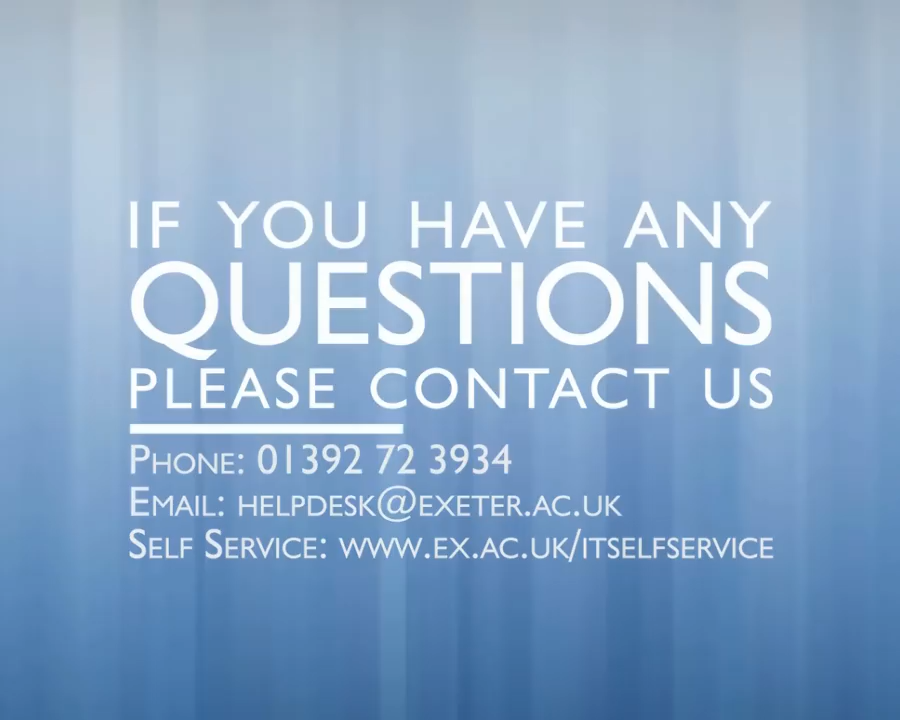 IF YOU HAVE ANY
QUESTIONS
PLEASE CONTACT US
PHONE: 01392 72 3934
EMAIL: HELPDESK@EXETER.AC.UK
SELF SERVICE: WWW.EX.AC.UK/ITSELFSERVICE